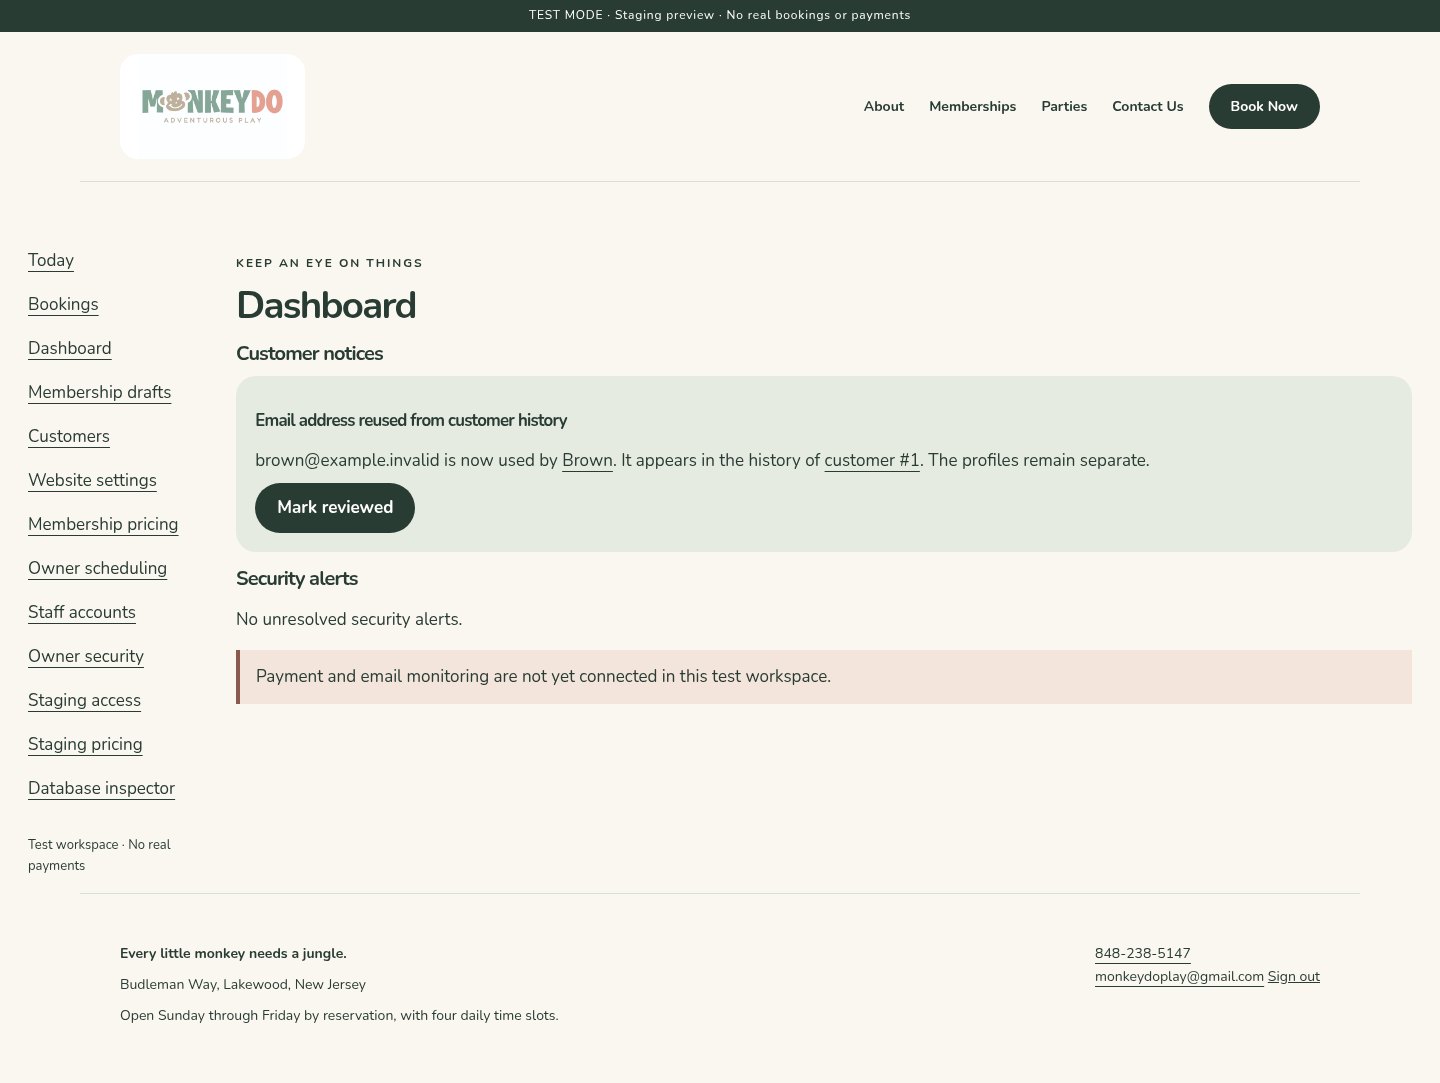 TEST MODE · Staging preview · No real bookings or payments
MONKEYDO
ADVENTUROUS PLAY
About
Memberships
Parties
Contact Us
Book Now
Today
Bookings
Dashboard
Membership drafts
Customers
Website settings
Membership pricing
Owner scheduling
Staff accounts
Owner security
Staging access
Staging pricing
Database inspector
Test workspace · No real
payments
KEEP AN EYE ON THINGS
Dashboard
Customer notices
Email address reused from customer history
brown@example.invalid is now used by Brown. It appears in the history of customer #1. The profiles remain separate.
Mark reviewed
Security alerts
No unresolved security alerts.
Payment and email monitoring are not yet connected in this test workspace.
Every little monkey needs a jungle.
Budleman Way, Lakewood, New Jersey
Open Sunday through Friday by reservation, with four daily time slots.
848-238-5147
monkeydoplay@gmail.com Sign out